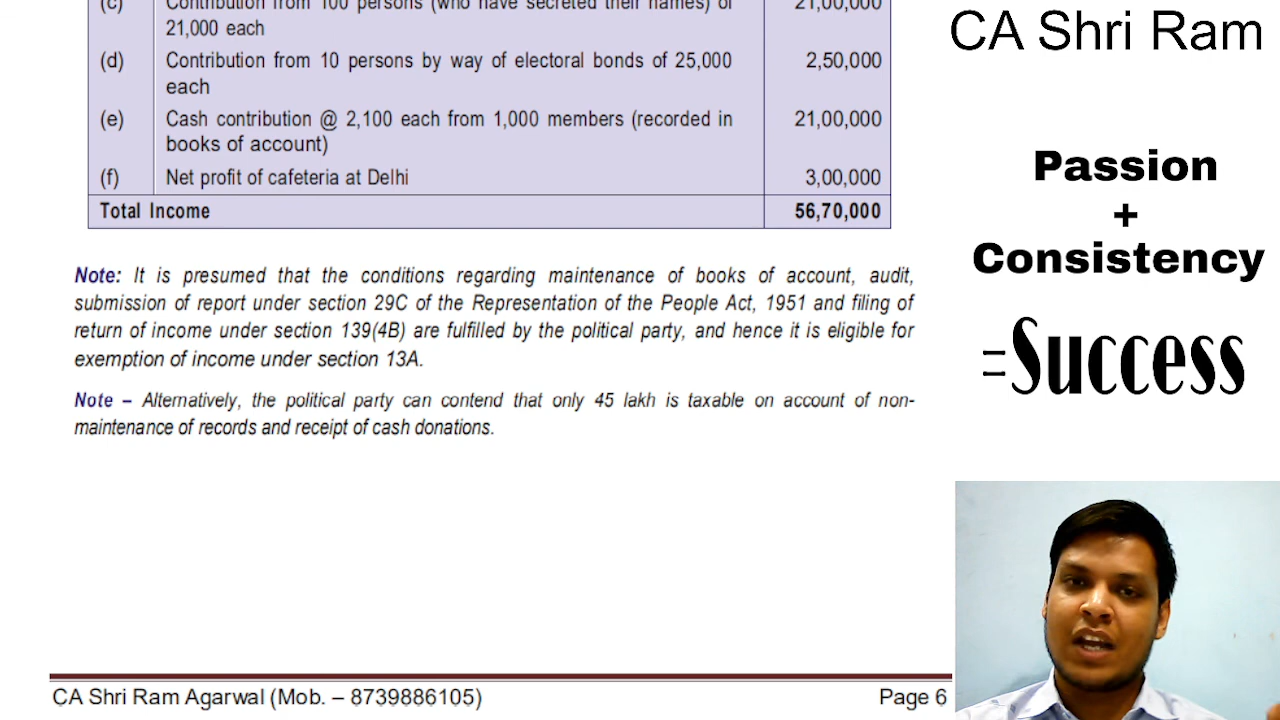 (c) Contribution from 100 persons (who have secreted their names) of 21,00,000
21,000 each
(d) Contribution from 10 persons by way of electoral bonds of 25,000 2,50,000
each
(e) Cash contribution @ 2,100 each from 1,000 members (recorded in 21,00,000
books of account)
(f) Net profit of cafeteria at Delhi 3,00,000
Total Income 56,70,000
Note: It is presumed that the conditions regarding maintenance of books of account, audit,
submission of report under section 29C of the Representation of the People Act, 1951 and filing of
return of income under section 139(4B) are fulfilled by the political party, and hence it is eligible for
exemption of income under section 13A.
Note – Alternatively, the political party can contend that only 45 lakh is taxable on account of non-
maintenance of records and receipt of cash donations.
CA Shri Ram Agarwal (Mob. – 8739886105) Page 6
CA Shri Ram
Passion
+
Consistency
=Success